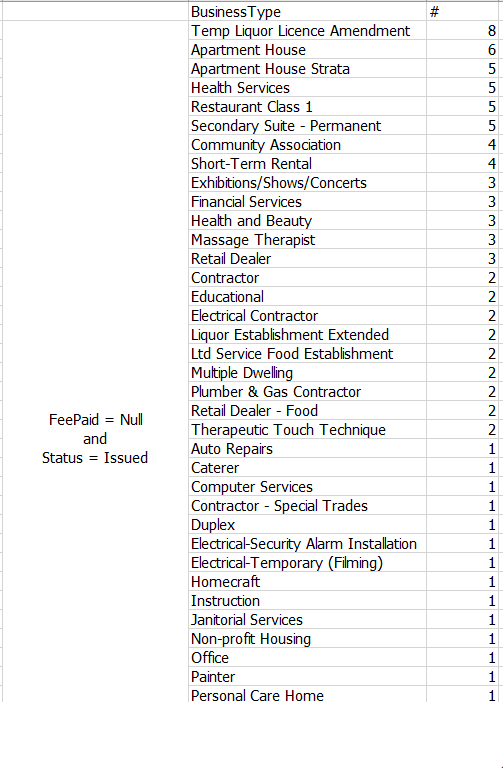 BusinessType #
Temp Liquor Licence Amendment 8
Apartment House 6
Apartment House Strata 5
Health Services 5
Restaurant Class 1 5
Secondary Suite - Permanent 5
Community Association 4
Short-Term Rental 4
Exhibitions/Shows/Concerts 3
Financial Services 3
Health and Beauty 3
Massage Therapist 3
Retail Dealer 3
Contractor 2
Educational 2
Electrical Contractor 2
Liquor Establishment Extended 2
Ltd Service Food Establishment 2
Multiple Dwelling 2
Plumber & Gas Contractor 2
Retail Dealer - Food 2
Therapeutic Touch Technique 2
FeePaid = Null
and
Status = Issued
Auto Repairs 1
Caterer 1
Computer Services 1
Contractor - Special Trades 1
Duplex 1
Electrical-Security Alarm Installation 1
Electrical-Temporary (Filming) 1
Homecraft 1
Instruction 1
Janitorial Services 1
Non-profit Housing 1
Office 1
Painter 1
Personal Care Home 1